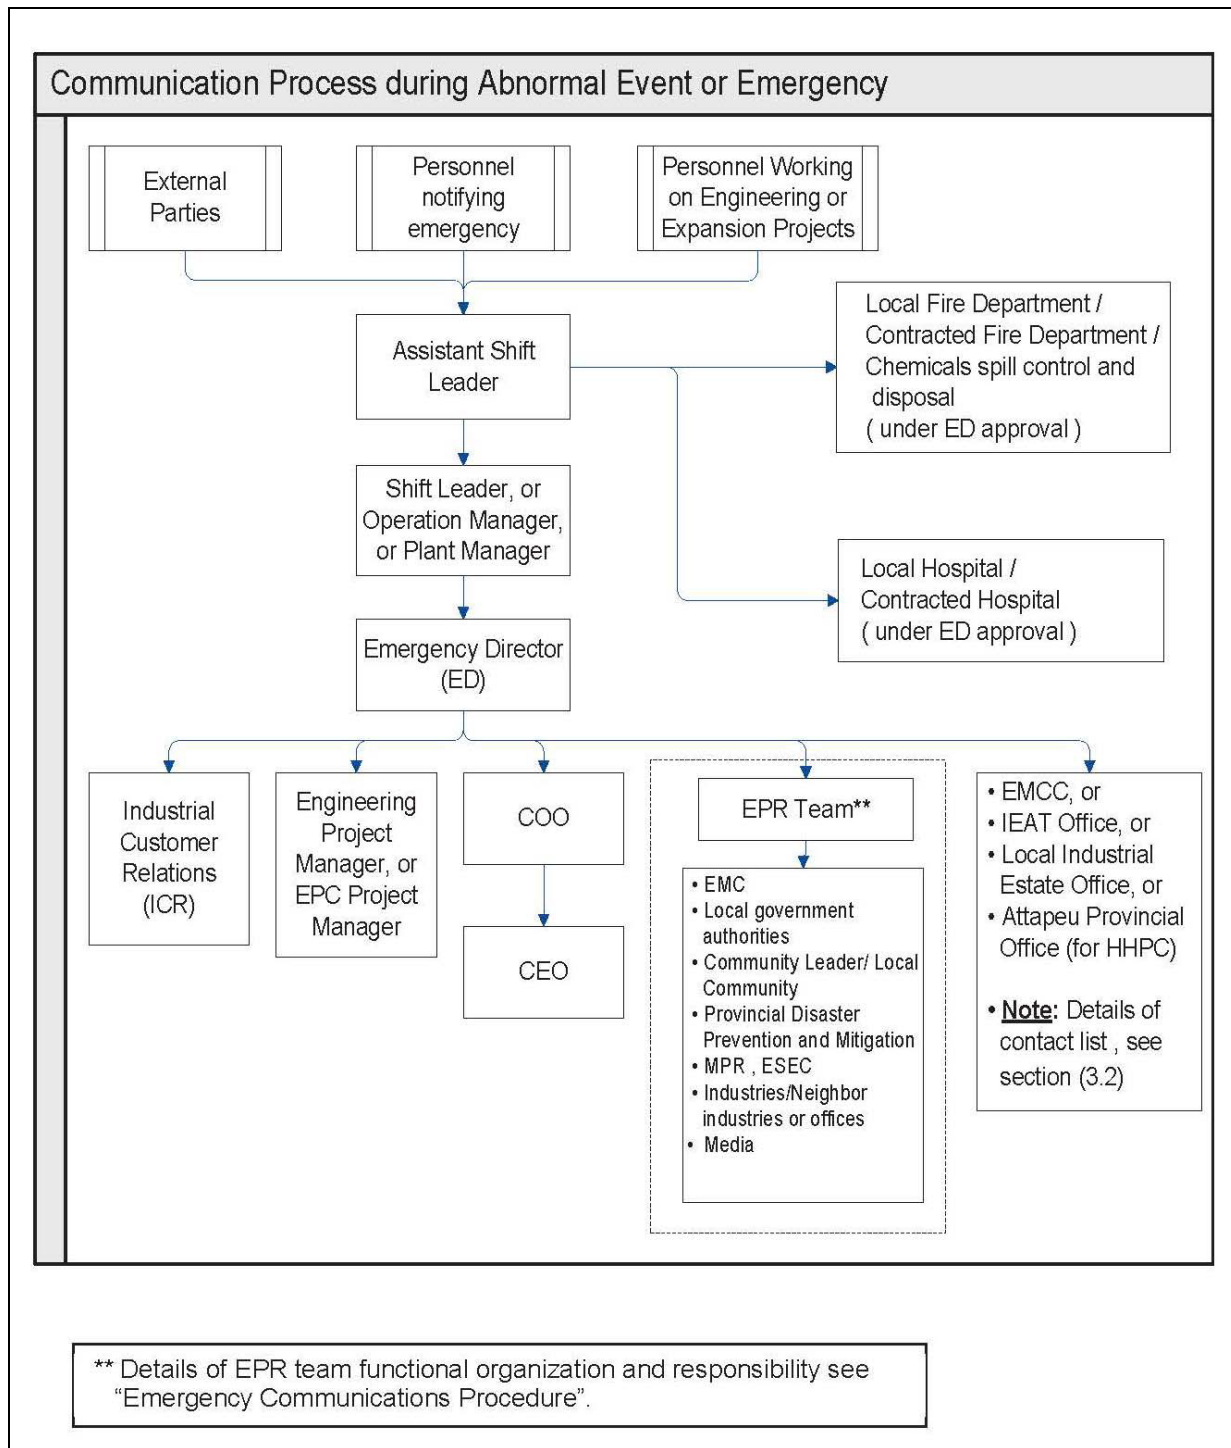 Communication Process during Abnormal Event or Emergency
External
Parties
Personnel
notifying
emergency
Personnel Working
on Engineering or
Expansion Projects
Assistant Shift
Leader
Local Fire Department /
Contracted Fire Department /
Chemicals spill control and
disposal
( under ED approval )
Shift Leader, or
Operation Manager,
or Plant Manager
Local Hospital /
Contracted Hospital
( under ED approval )
Emergency Director
(ED)
Industrial
Customer
Relations
(ICR)
Engineering
Project
Manager, or
EPC Project
Manager
COO
CEO
EPR Team**
• EMC
• Local government
authorities
• Community Leader/ Local
Community
• Provincial Disaster
Prevention and Mitigation
• MPR , ESEC
• Industries/Neighbor
industries or offices
• Media
• EMCC, or
• IEAT Office, or
• Local Industrial
Estate Office, or
• Attapeu Provincial
Office (for HHPC)
• Note: Details of
contact list , see
section (3.2)
** Details of EPR team functional organization and responsibility see
“Emergency Communications Procedure”.